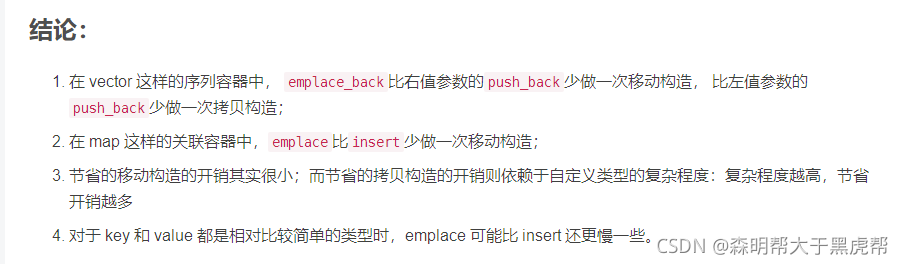 结论：
1. 在 vector 这样的序列容器中， emplace_back 比右值参数的 push_back 少做一次移动构造， 比左值参数的
push_back 少做一次拷贝构造；
2. 在 map 这样的关联容器中，emplace 比 insert 少做一次移动构造；
3. 节省的移动构造的开销其实很小；而节省的拷贝构造的开销则依赖于自定义类型的复杂程度：复杂程度越高，节省
开销越多
4. 对于 key 和 value 都是相对比较简单的类型时，emplace 可能比 insert 还更慢一些。
CSDN @森明帮大于黑虎帮